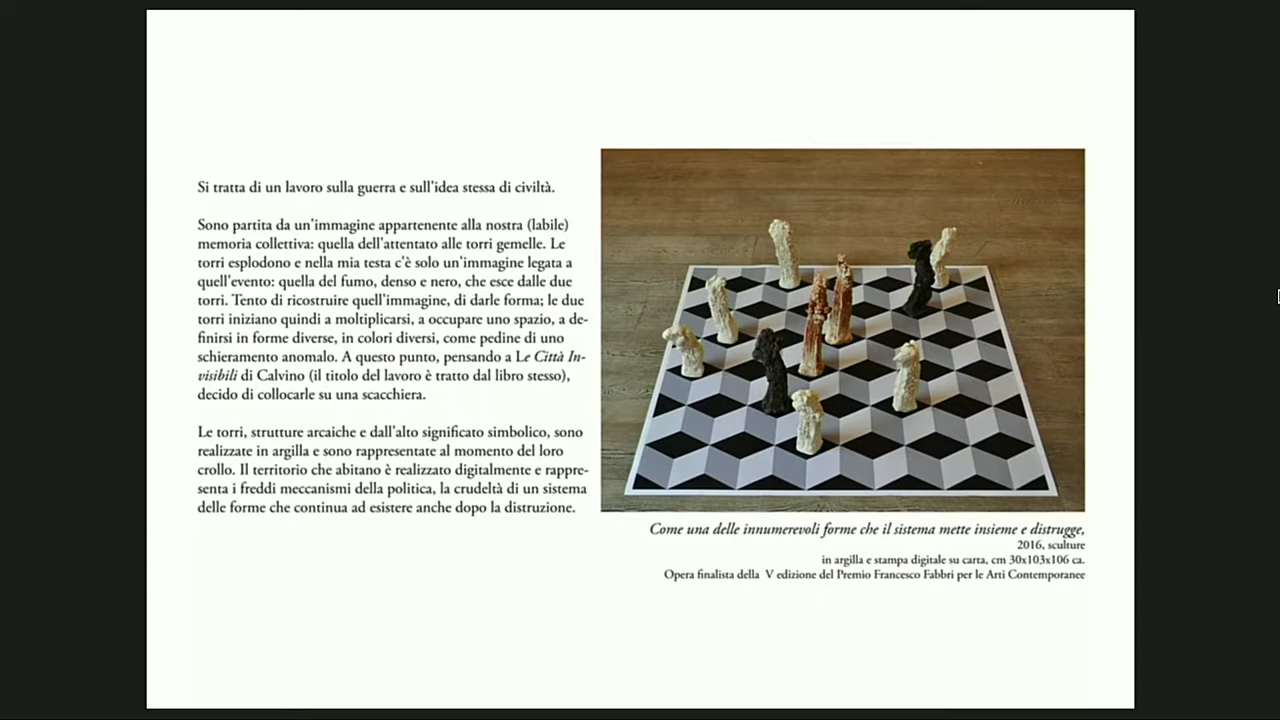 Si tratta di un lavoro sulla guerra e sull'idea stessa di civiltà.
Sono partita da un'immagine appartenente alla nostra (labile)
memoria collettiva: quella dell'attentato alle torri gemelle. Le
torri esplodono e nella mia testa c'è solo un'immagine legata a
quell'evento: quella del fumo, denso e nero, che esce dalle due
torri. Tento di ricostruire quell'immagine, di darle forma; le due
torri iniziano quindi a moltiplicarsi, a occupare uno spazio, a de-
finirsi in forme diverse, in colori diversi, come pedine di uno
schieramento anomalo. A questo punto, pensando a Le Città In-
visibili di Calvino (il titolo del lavoro è tratto dal libro stesso),
decido di collocarle su una scacchiera.
Le torri, strutture arcaiche e dall'alto significato simbolico, sono
realizzate in argilla e sono rappresentate al momento del loro
crollo. Il territorio che abitano è realizzato digitalmente e rappre-
senta i freddi meccanismi della politica, la crudeltà di un sistema
delle forme che continua ad esistere anche dopo la distruzione.
Come una delle innumerevoli forme che il sistema mette insieme e distrugge,
2016, sculture
in argilla e stampa digitale su carta, cm 30x103x106 ca.
Opera finalista della V edizione del Premio Francesco Fabbri per le Arti Contemporanee